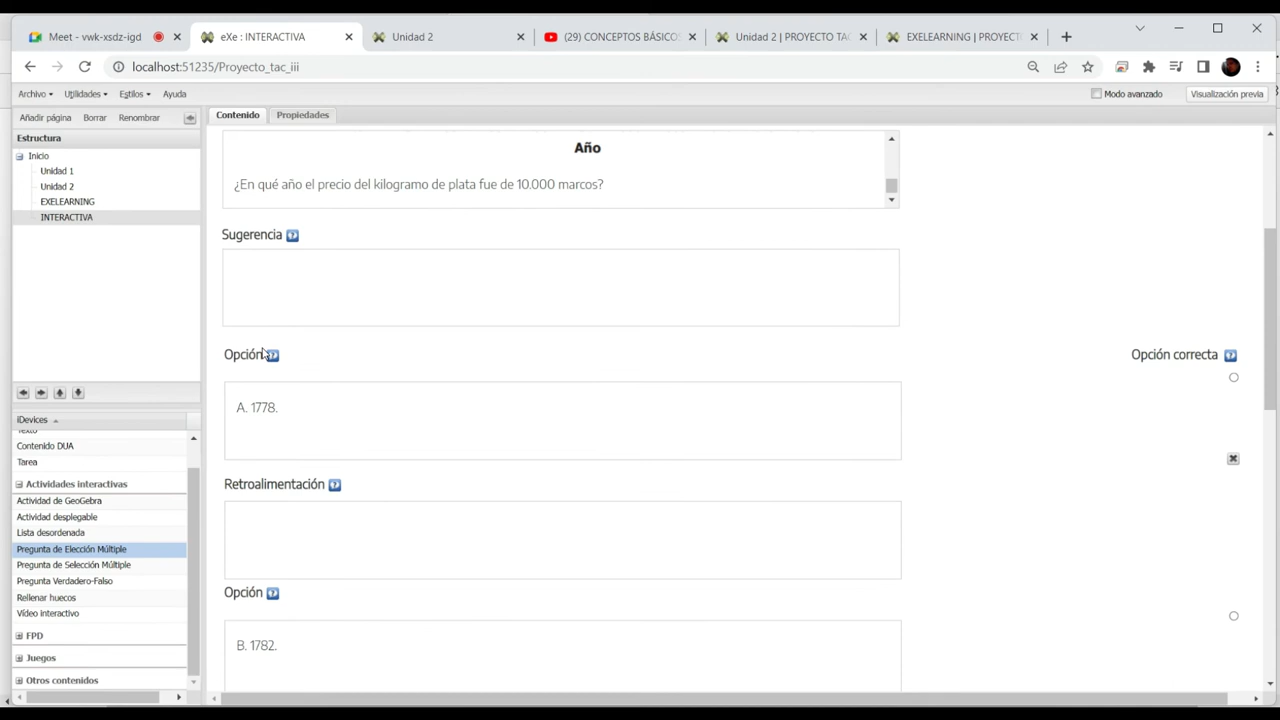 Meet - vwk-xsdz-igd
eXe : INTERACTIVA
Unidad 2
(29) CONCEPTOS BÁSICOS
Unidad 2 | PROYECTO TAC
EXELEARNING | PROYECTO
localhost:51235/Proyecto_tac_iii
Archivo Utilidades Estilos Ayuda
Modo avanzado
Visualización previa
Añadir página Borrar Renombrar
Contenido Propiedades
Estructura
Inicio
Unidad 1
Unidad 2
EXELEARNING
INTERACTIVA
Año
¿En qué año el precio del kilogramo de plata fue de 10.000 marcos?
Sugerencia
Opción
Opción correcta
A. 1778.
Retroalimentación
Opción
B. 1782.
iDevices
Texto
Contenido DUA
Tarea
Actividades interactivas
Actividad de GeoGebra
Actividad desplegable
Lista desordenada
Pregunta de Elección Múltiple
Pregunta de Selección Múltiple
Pregunta Verdadero-Falso
Rellenar huecos
Vídeo interactivo
FPD
Juegos
Otros contenidos